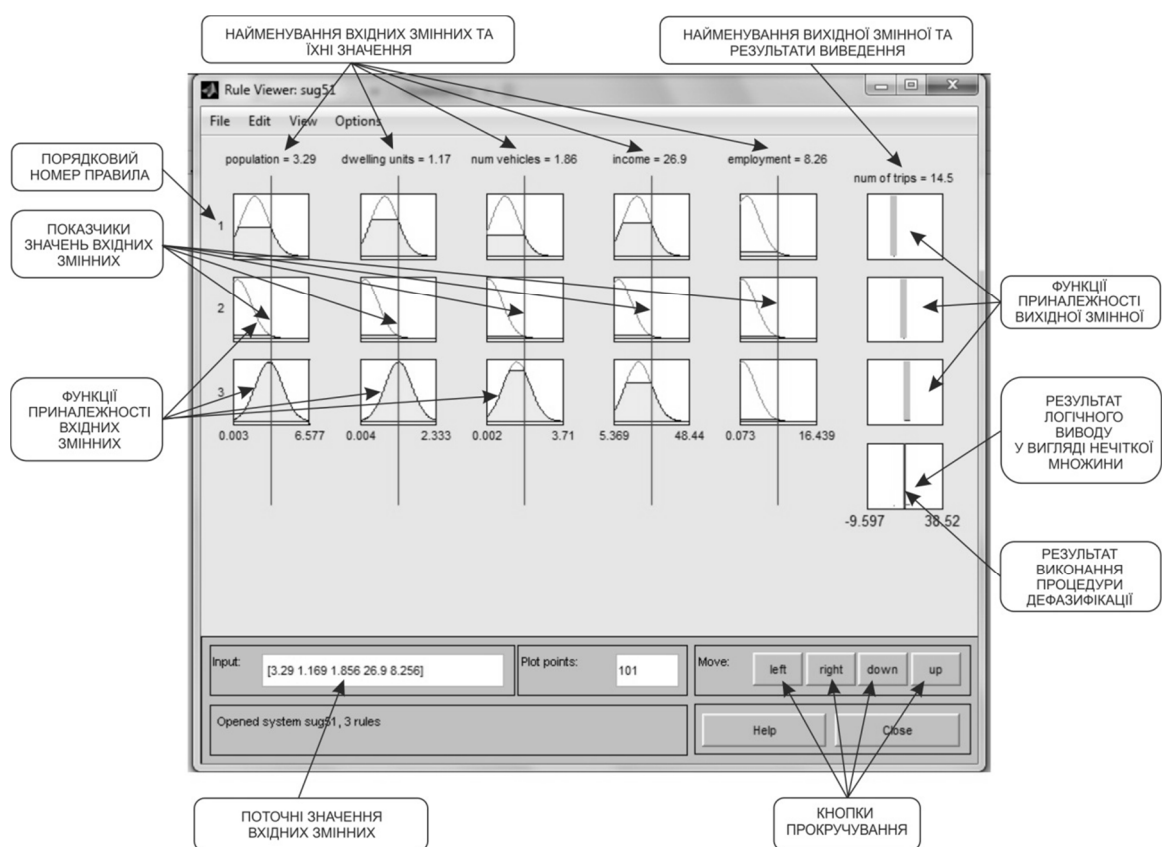 НАЙМЕНУВАННЯ ВХІДНИХ ЗМІННИХ ТА
ЇХНІ ЗНАЧЕННЯ
НАЙМЕНУВАННЯ ВИХІДНОЇ ЗМІННОЇ ТА
РЕЗУЛЬТАТИ ВИВЕДЕННЯ
Rule Viewer: sug51
File Edit View Options
population = 3.29 dwelling units = 1.17 num vehicles = 1.86 income = 26.9 employment = 8.26
num of trips = 14.5
ПОРЯДКОВИЙ
НОМЕР ПРАВИЛА
1
ПОКАЗЧИКИ
ЗНАЧЕНЬ ВХІДНИХ
ЗМІННИХ
2
ФУНКЦІЇ
ПРИНАЛЕЖНОСТІ
ВИХІДНОЇ ЗМІННОЇ
3
ФУНКЦІЇ
ПРИНАЛЕЖНОСТІ
ВХІДНИХ
ЗМІННИХ
0.003 6.577 0.004 2.333 0.002 3.71 5.369 48.44 0.073 16.439
РЕЗУЛЬТАТ
ЛОГІЧНОГО
ВИВОДУ
У ВИГЛЯДІ НЕЧІТКОЇ
МНОЖИНИ
-9.597 38.52
РЕЗУЛЬТАТ
ВИКОНАННЯ
ПРОЦЕДУРИ
ДЕФАЗИФІКАЦІЇ
Input: [3.29 1.169 1.856 26.9 8.256] Plot points: 101 Move: left right down up
Opened system sug51, 3 rules Help Close
ПОТОЧНІ ЗНАЧЕННЯ
ВХІДНИХ ЗМІННИХ
КНОПКИ
ПРОКРУЧУВАННЯ